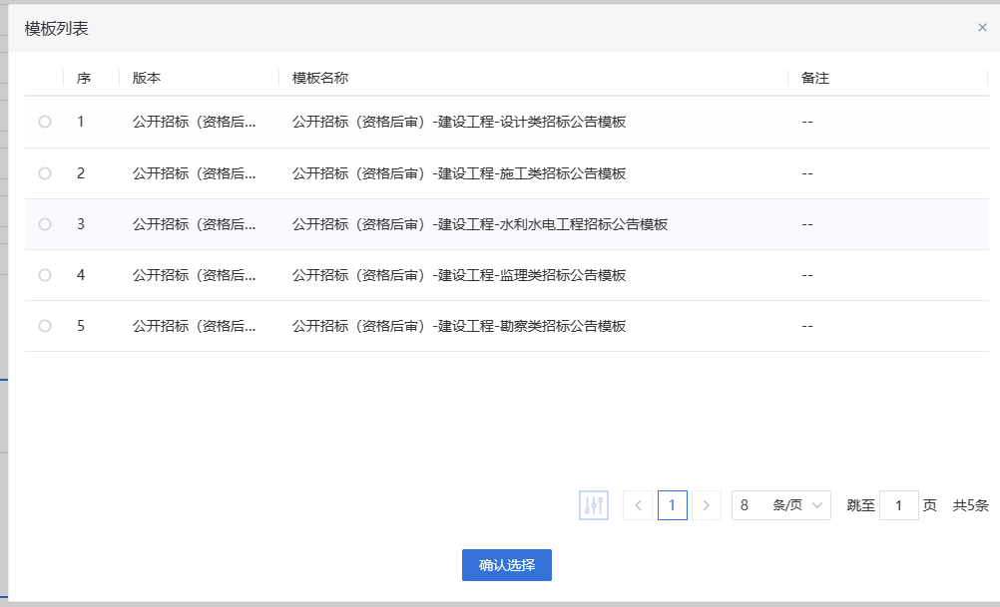 模板列表
序 版本 模板名称 备注
1 公开招标（资格后... 公开招标（资格后审）-建设工程-设计类招标公告模板 --
2 公开招标（资格后... 公开招标（资格后审）-建设工程-施工类招标公告模板 --
3 公开招标（资格后... 公开招标（资格后审）-建设工程-水利水电工程招标公告模板 --
4 公开招标（资格后... 公开招标（资格后审）-建设工程-监理类招标公告模板 --
5 公开招标（资格后... 公开招标（资格后审）-建设工程-勘察类招标公告模板 --
1 8 条/页 跳至 1 页 共5条
确认选择